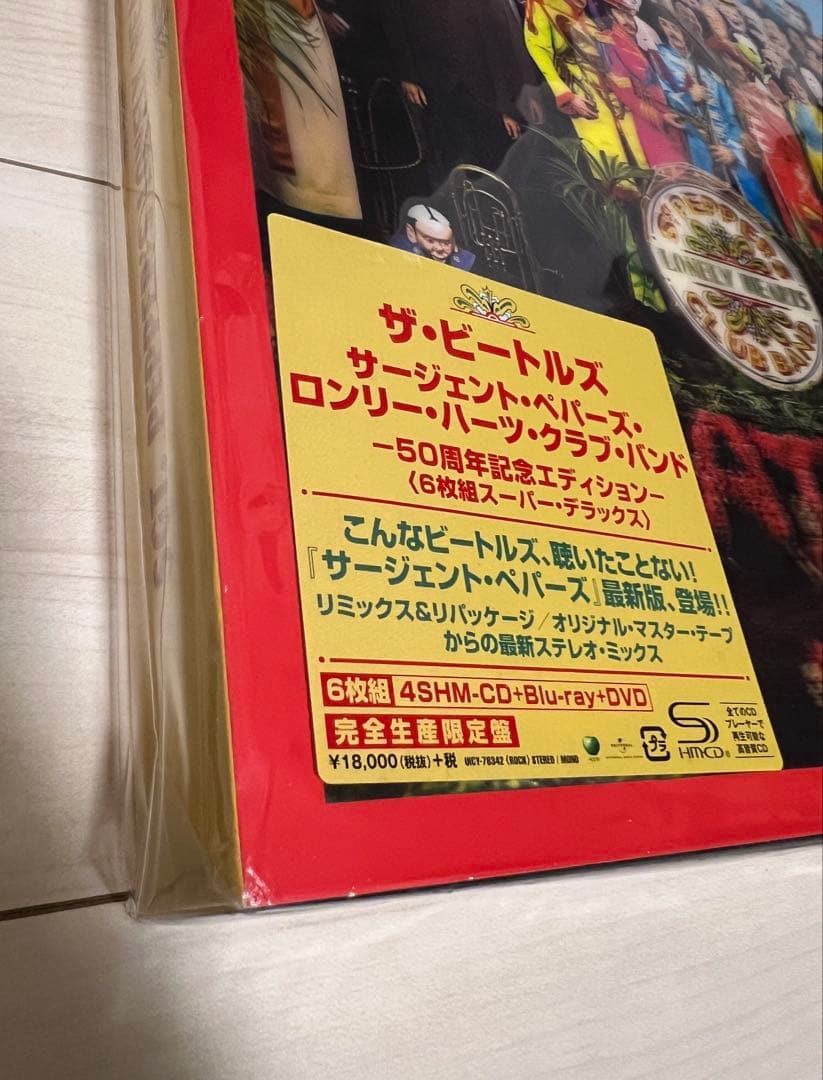 SGT. PEPPERS
LONELY HEARTS
CLUB BAND
ザ・ビートルズ
サージェント・ペパーズ・
ロンリー・ハーツ・クラブ・バンド
−50周年記念エディション−
〈6枚組スーパー・デラックス〉
こんなビートルズ、聴いたことない!
『サージェント・ペパーズ』最新版、登場!!
リミックス&リパッケージ/オリジナル・マスター・テープ
からの最新ステレオ・ミックス
6枚組 4SHM-CD+Blu-ray+DVD
完全生産限定盤
¥18,000(税抜)+税 UICY-78342 (ROCK) STEREO / MONO
プラ
HM-CD
全てのCD
プレーヤーで
再生可能な
高音質CD